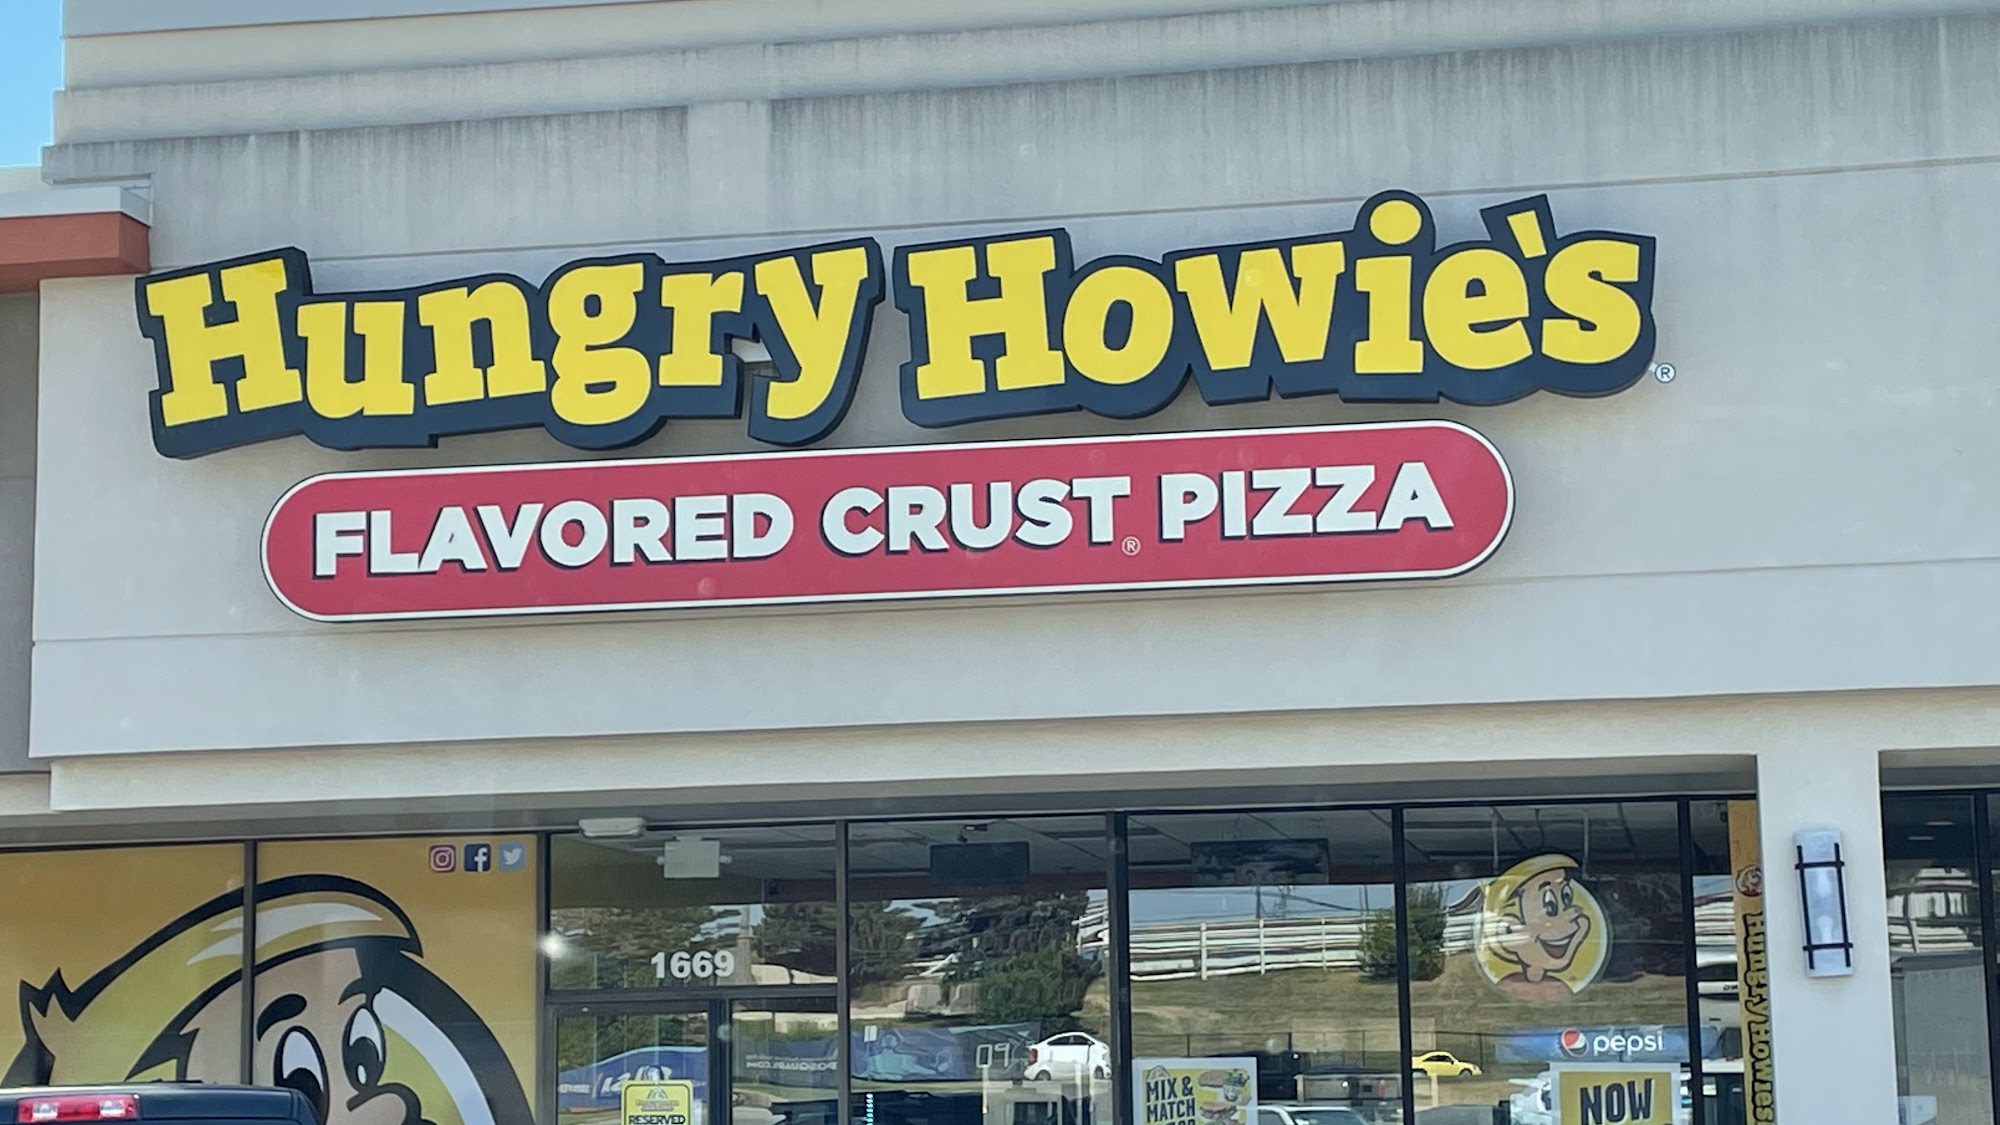 Hungry Howie's®
FLAVORED CRUST® PIZZA
1669
pepsi
MIX &
MATCH
RESERVED
NOW
Hungry Howie's